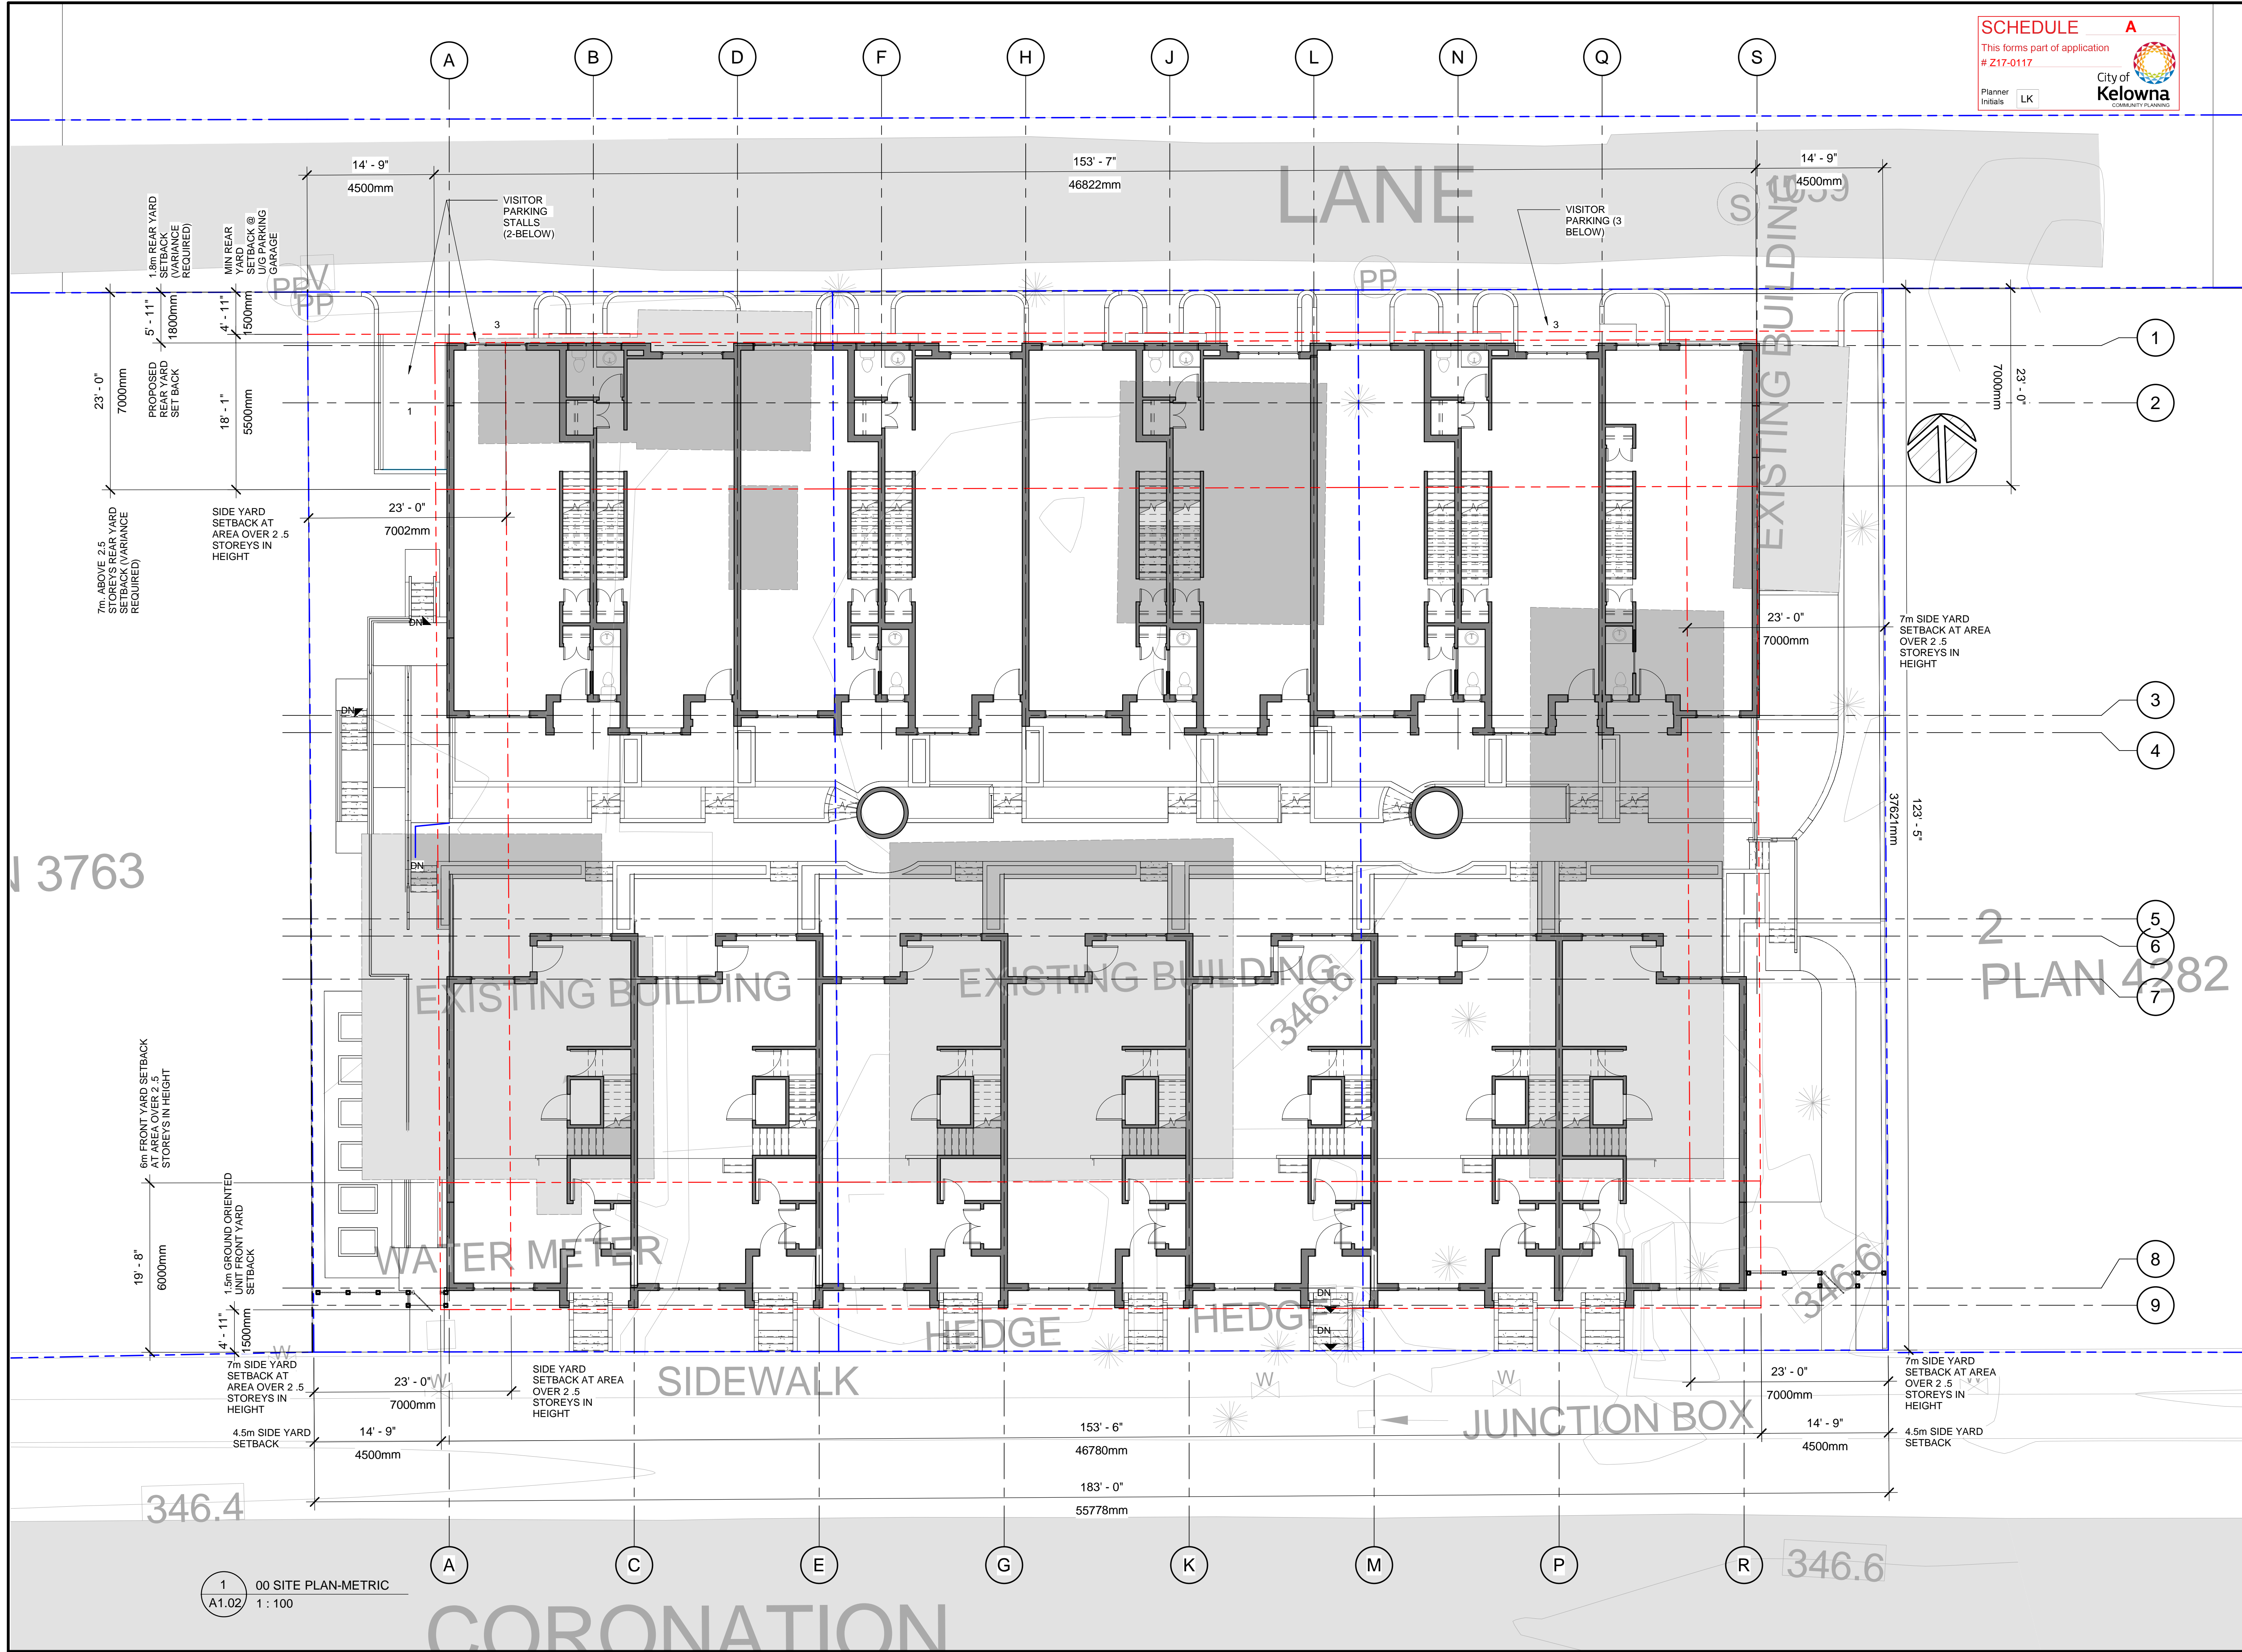 SCHEDULE A
This forms part of application
# Z17-0117
City of
Kelowna
COMMUNITY PLANNING
Planner
Initials
LK
A
B
D
F
H
J
L
N
Q
S
14' - 9"
4500mm
153' - 7"
46822mm
14' - 9"
4500mm
LANE
S
VISITOR
PARKING
STALLS
(2-BELOW)
VISITOR
PARKING (3
BELOW)
1.8m REAR YARD
SETBACK
(VARIANCE
REQUIRED)
MIN REAR
YARD
SETBACK @
U/G PARKING
GARAGE
PP
V
PP
PP
5' - 11"
1800mm
4' - 11"
1500mm
23' - 0"
7000mm
PROPOSED
REAR YARD
SET BACK
18' - 1"
5500mm
3
1
3
EXISTING BUILDING
23' - 0"
7000mm
1
2
7m. ABOVE 2.5
STOREYS REAR YARD
SETBACK (VARIANCE
REQUIRED)
SIDE YARD
SETBACK AT
AREA OVER 2 .5
STOREYS IN
HEIGHT
23' - 0"
7002mm
DN
DN
DN
23' - 0"
7000mm
7m SIDE YARD
SETBACK AT AREA
OVER 2 .5
STOREYS IN
HEIGHT
3
4
123' - 5"
37621mm
N 3763
2
PLAN 4282
5
6
7
EXISTING BUILDING
EXISTING BUILDING
346.6
6m FRONT YARD SETBACK
AT AREA OVER 2 .5
STOREYS IN HEIGHT
19' - 8"
6000mm
1.5m GROUND ORIENTED
UNIT FRONT YARD
SETBACK
4' - 11"
1500mm
WATER METER
HEDGE
HEDGE
DN
DN
346.6
8
9
W
7m SIDE YARD
SETBACK AT
AREA OVER 2 .5
STOREYS IN
HEIGHT
23' - 0"
7000mm
W
SIDE YARD
SETBACK AT AREA
OVER 2 .5
STOREYS IN
HEIGHT
SIDEWALK
W
W
W
JUNCTION BOX
23' - 0"
7000mm
7m SIDE YARD
SETBACK AT AREA
OVER 2 .5
STOREYS IN
HEIGHT
4.5m SIDE YARD
SETBACK
14' - 9"
4500mm
153' - 6"
46780mm
14' - 9"
4500mm
4.5m SIDE YARD
SETBACK
183' - 0"
55778mm
346.4
346.6
A
C
E
G
K
M
P
R
1
A1.02
00 SITE PLAN-METRIC
1 : 100
CORONATION